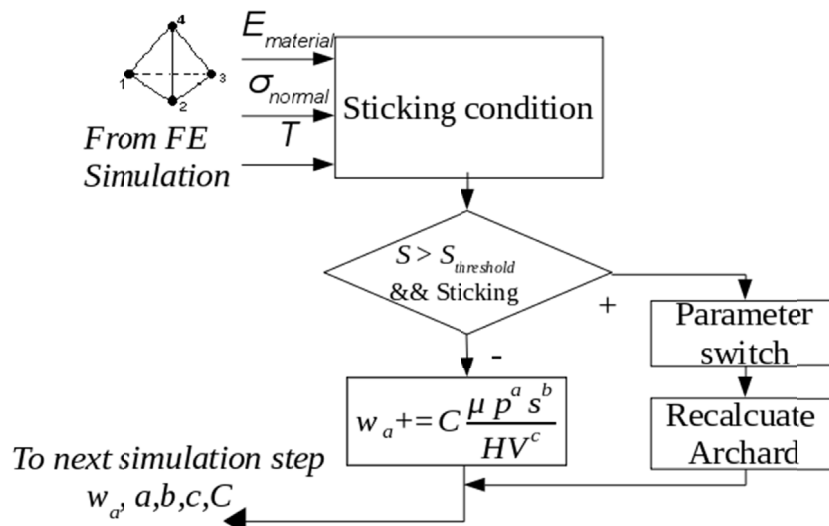 4
1
3
2
From FE
Simulation
E_material
σ_normal
T
Sticking condition
S > S_threshold
&& Sticking
+
-
Parameter
switch
w_a += C μ p^a s^b / HV^c
Recalcuate
Archard
To next simulation step
w_a, a,b,c,C